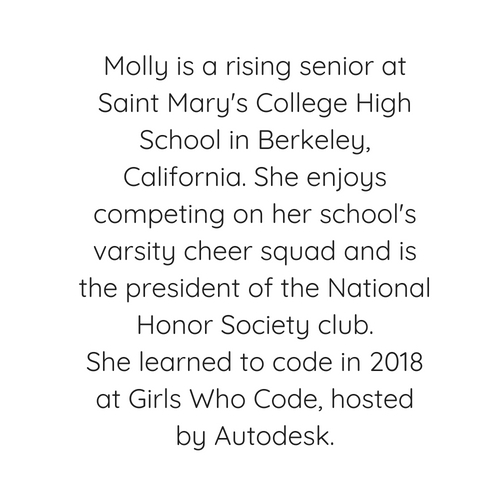 Molly is a rising senior at
Saint Mary's College High
School in Berkeley,
California. She enjoys
competing on her school's
varsity cheer squad and is
the president of the National
Honor Society club.
She learned to code in 2018
at Girls Who Code, hosted
by Autodesk.